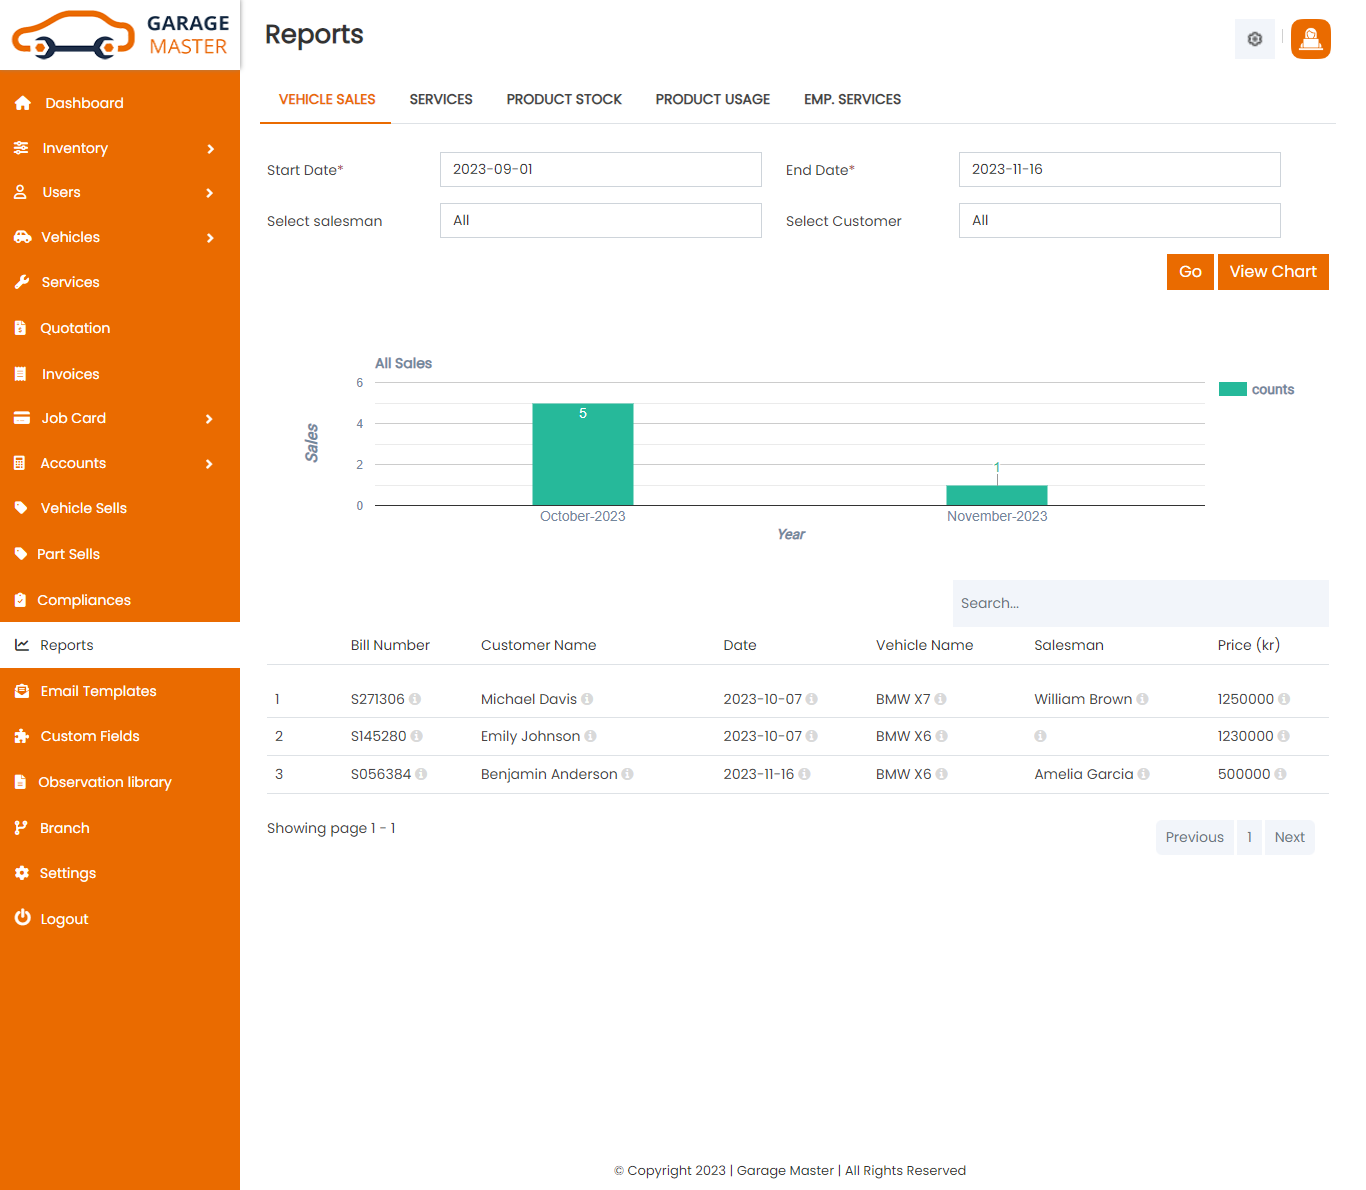 GARAGE
MASTER
Dashboard
Inventory
Users
Vehicles
Services
Quotation
Invoices
Job Card
Accounts
Vehicle Sells
Part Sells
Compliances
Reports
Email Templates
Custom Fields
Observation library
Branch
Settings
Logout
Reports
VEHICLE SALES SERVICES PRODUCT STOCK PRODUCT USAGE EMP. SERVICES
Start Date* 2023-09-01 End Date* 2023-11-16
Select salesman All Select Customer All
Go View Chart
All Sales
6
counts
5
4
Sales
2
1
0
October-2023 November-2023
Year
Search...
Bill Number Customer Name Date Vehicle Name Salesman Price (kr)
1 S271306 Michael Davis 2023-10-07 BMW X7 William Brown 1250000
2 S145280 Emily Johnson 2023-10-07 BMW X6 1230000
3 S056384 Benjamin Anderson 2023-11-16 BMW X6 Amelia Garcia 500000
Showing page 1 - 1
Previous 1 Next
© Copyright 2023 | Garage Master | All Rights Reserved